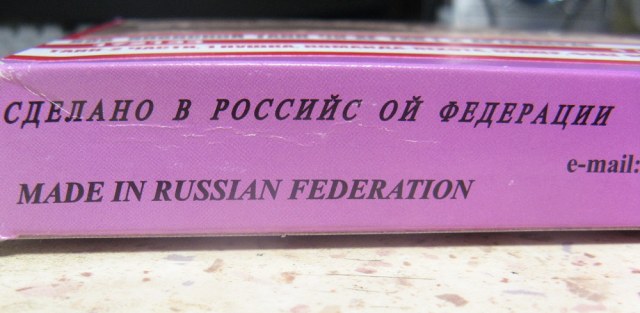 СДЕЛАНО В РОССИЙС ОЙ ФЕДЕРАЦИИ
e-mail:
MADE IN RUSSIAN FEDERATION